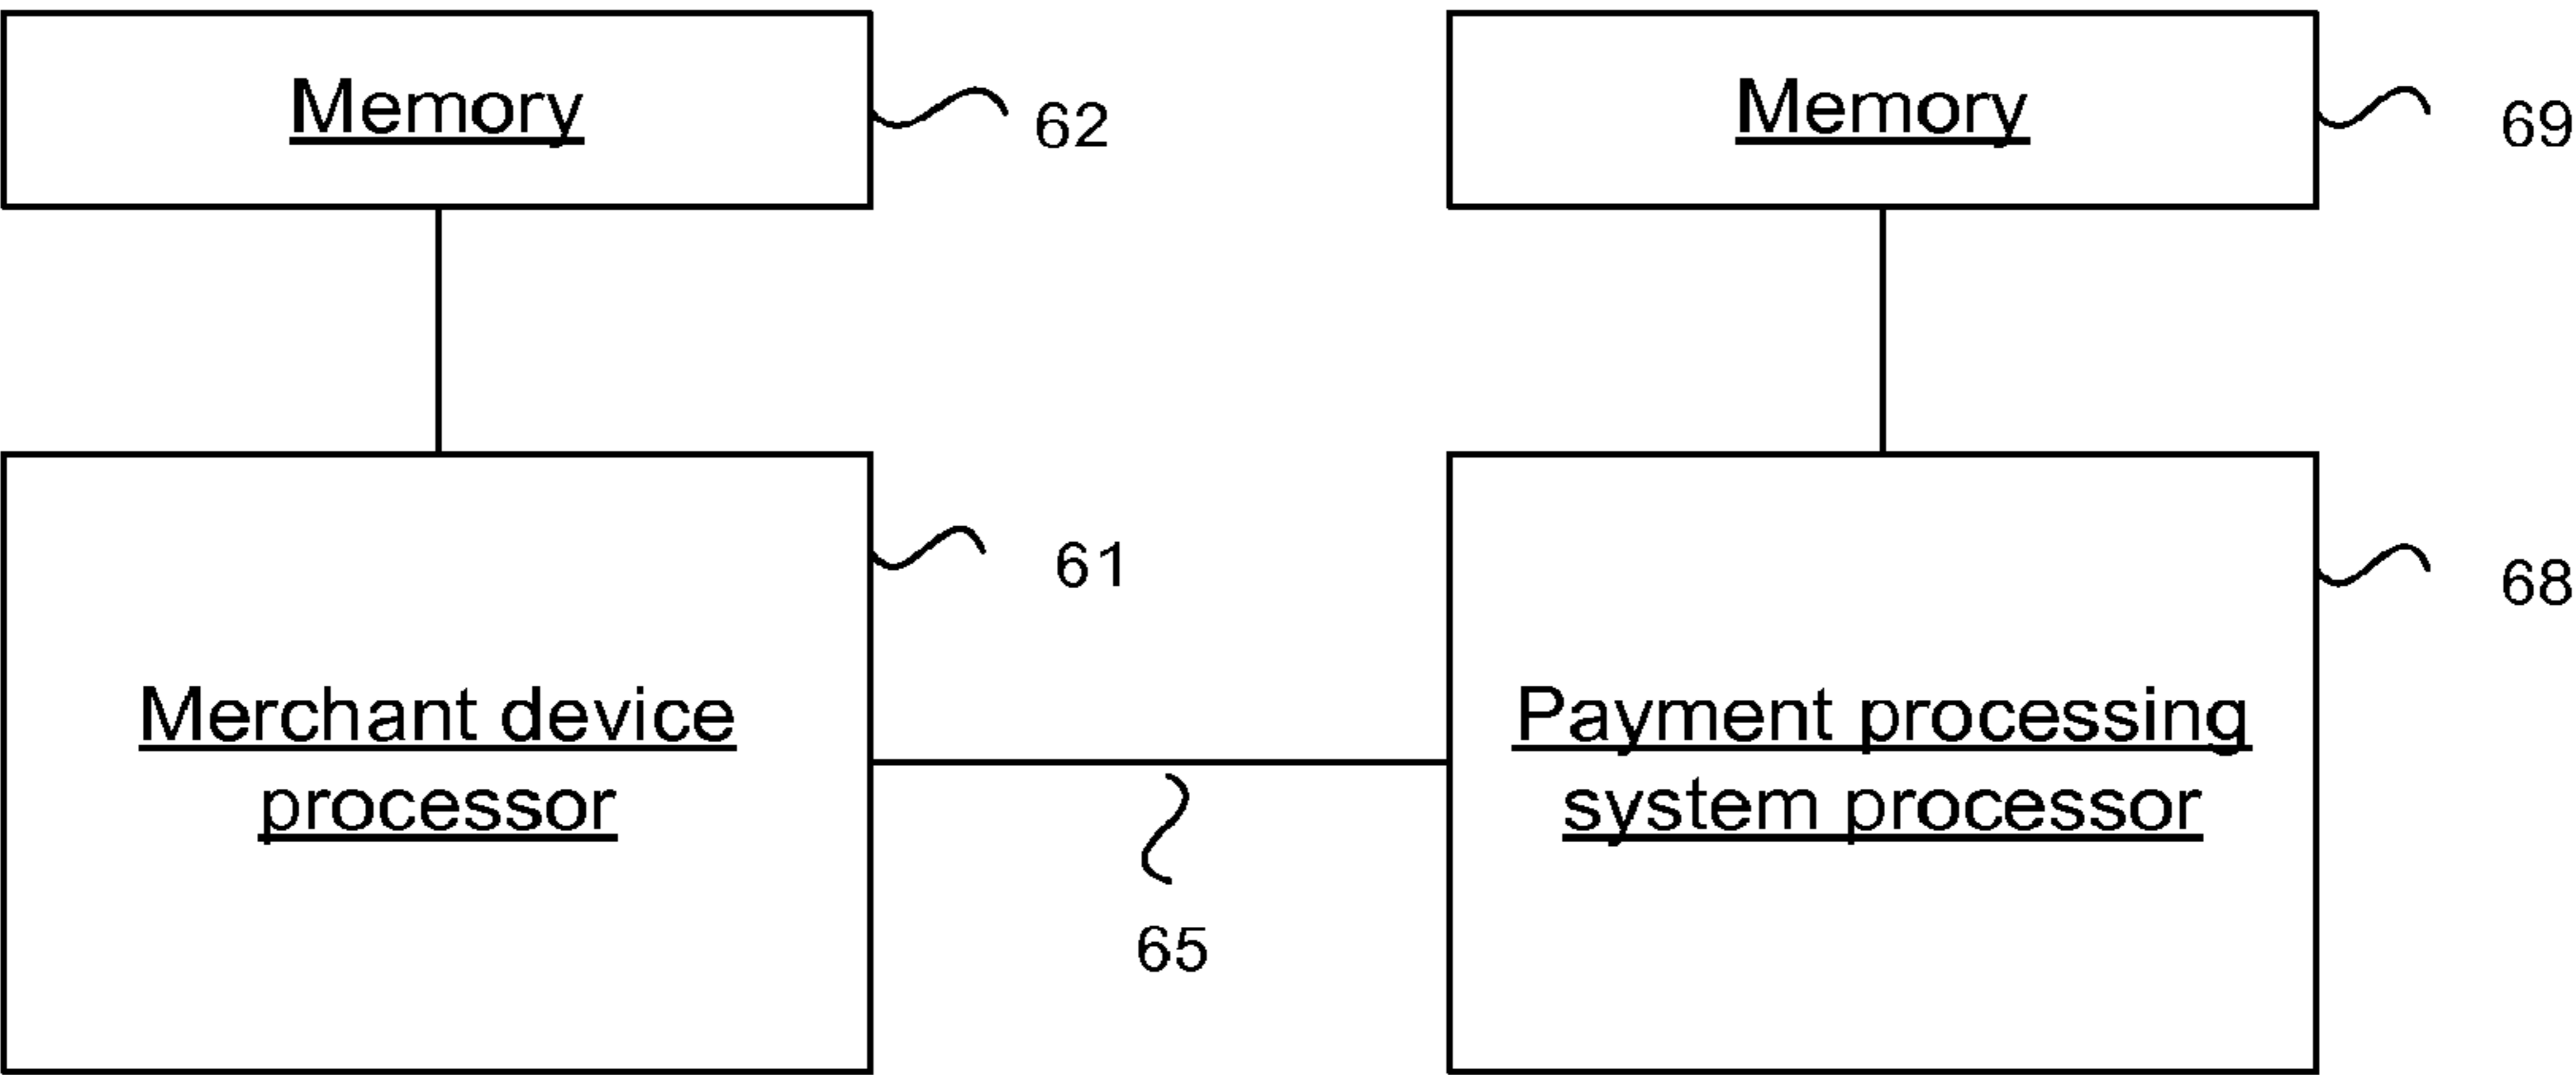 Memory
62
Memory
69
61
68
Merchant device
processor
Payment processing
system processor
65